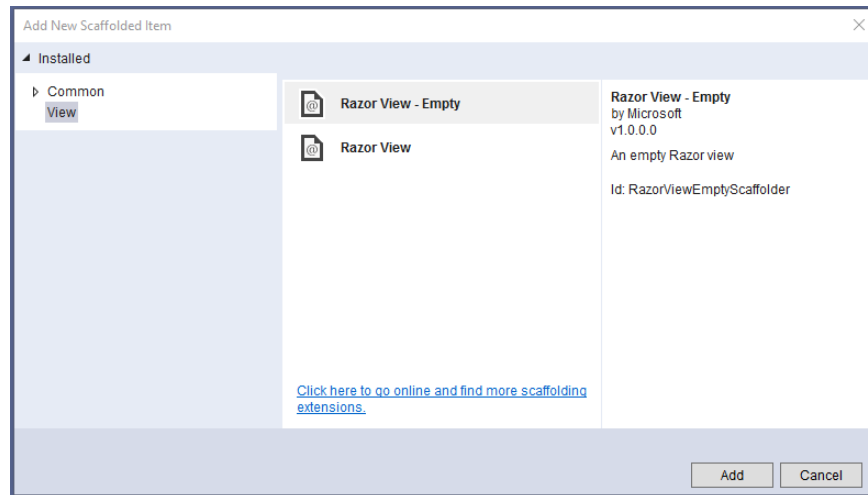 Add New Scaffolded Item
Installed
Common
View
Razor View - Empty
Razor View
Click here to go online and find more scaffolding
extensions.
Razor View - Empty
by Microsoft
v1.0.0.0
An empty Razor view
Id: RazorViewEmptyScaffolder
Add
Cancel